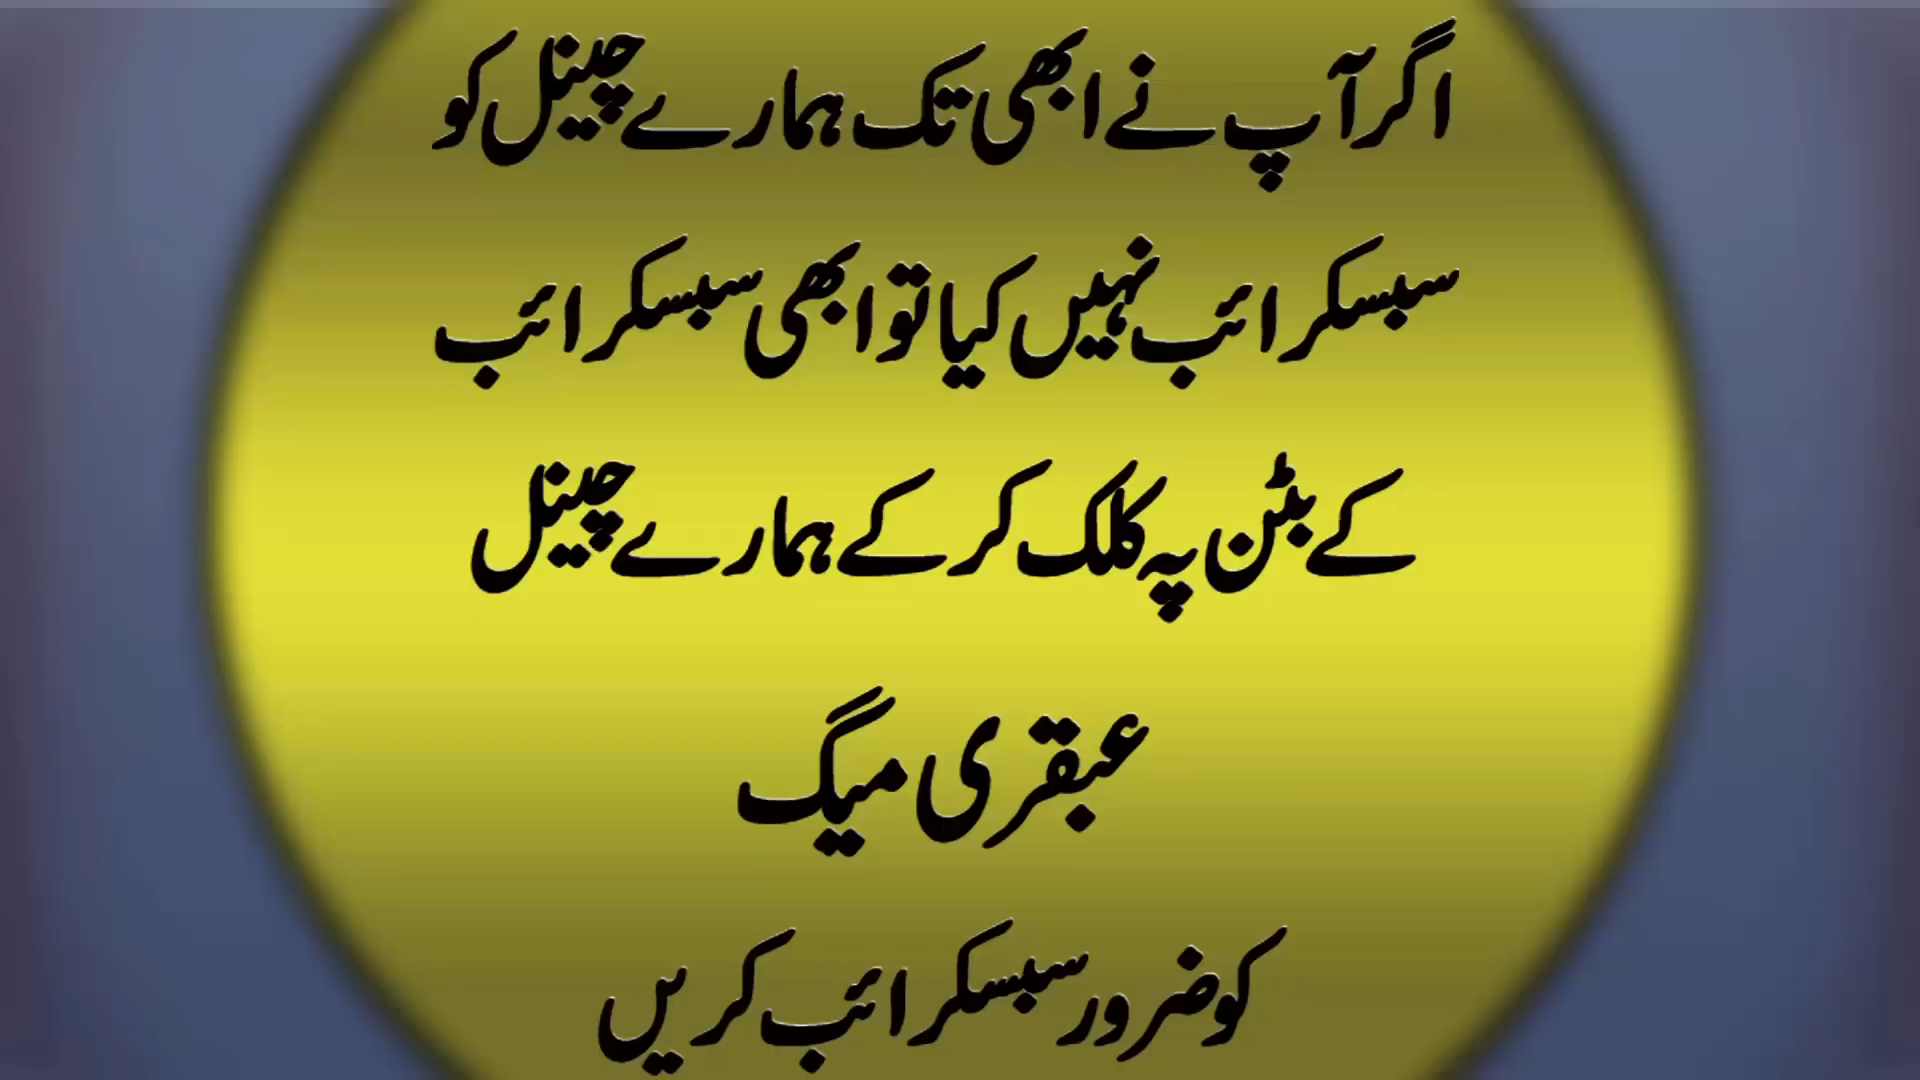 اگر آپ نے ابھی تک ہمارے چینل کو
سبسکرائب نہیں کیا تو ابھی سبسکرائب
کے بٹن پہ کلک کر کے ہمارے چینل
عبقری میگ
کو ضرور سبسکرائب کریں